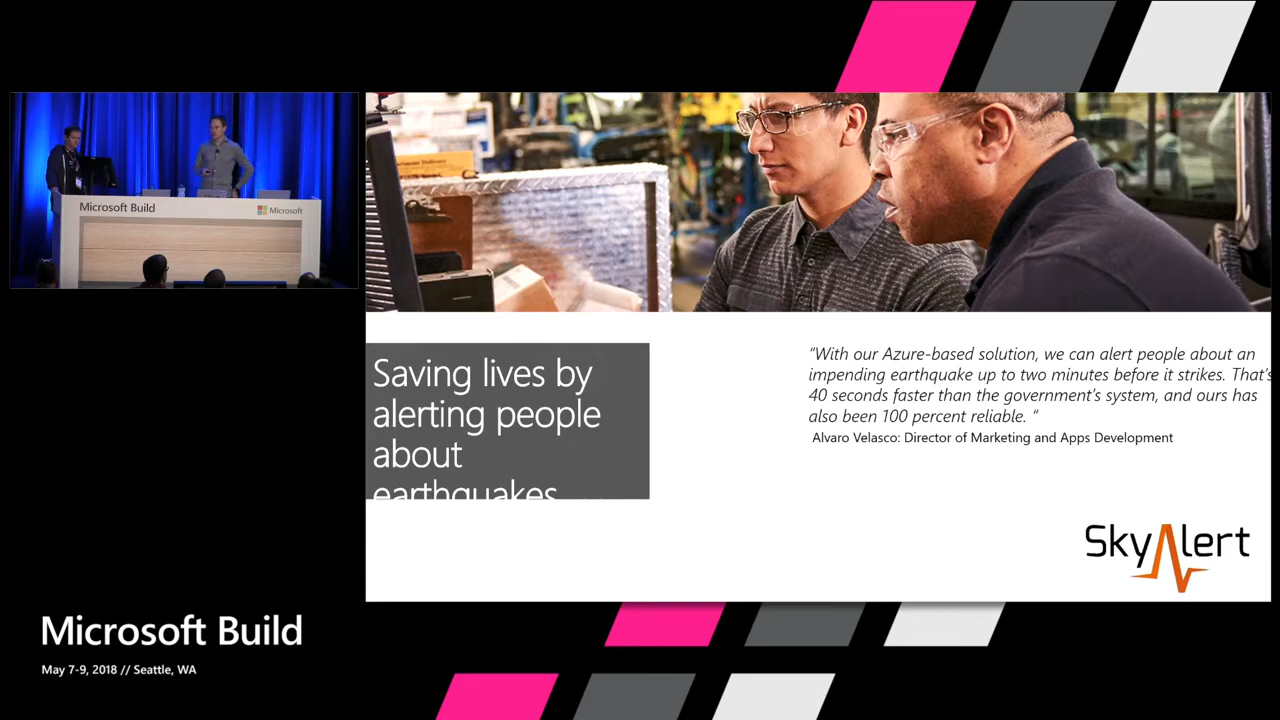 Microsoft Build
Microsoft
Saving lives by
alerting people
about
earthquakes
"With our Azure-based solution, we can alert people about an
impending earthquake up to two minutes before it strikes. That's
40 seconds faster than the government's system, and ours has
also been 100 percent reliable. "
Alvaro Velasco: Director of Marketing and Apps Development
SkyAlert
Microsoft Build
May 7-9, 2018 // Seattle, WA